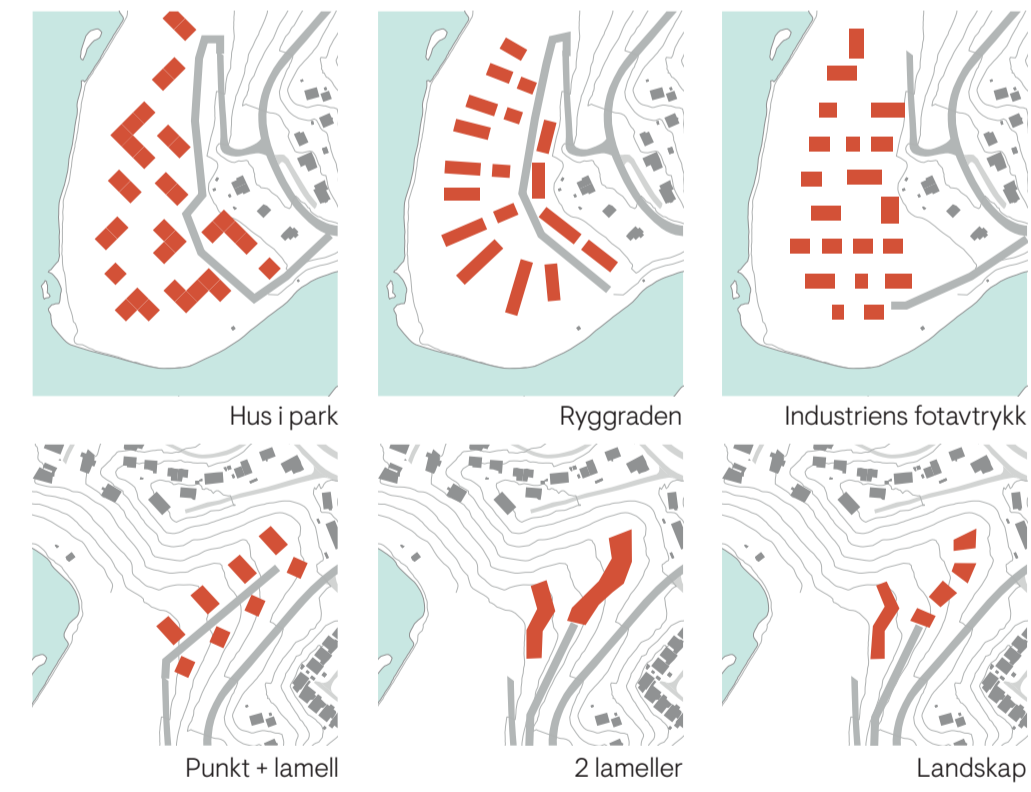 Hus i park
Ryggraden
Industriens fotavtrykk
Punkt + lamell
2 lameller
Landskap